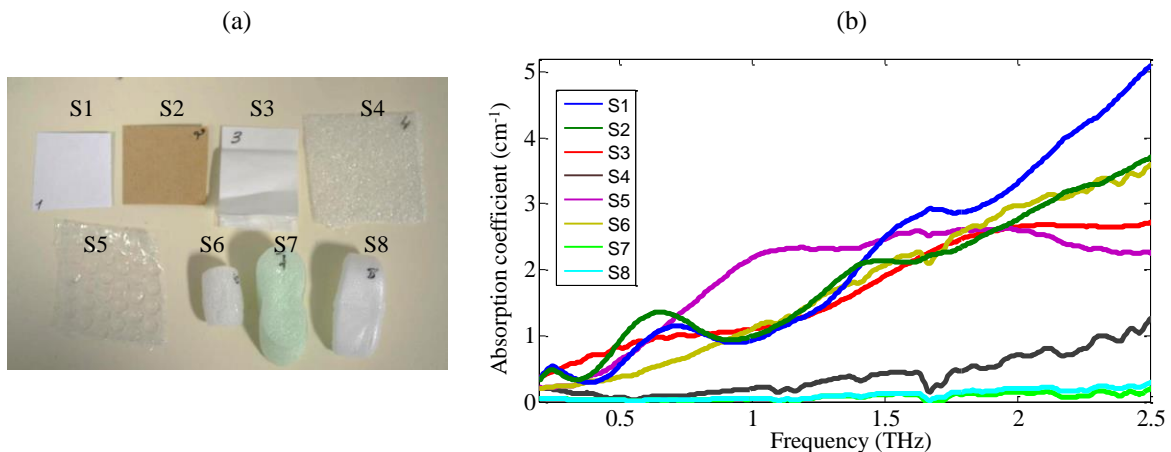 (a)
(b)
S1 S2 S3 S4
S5 S6 S7 S8
1
3
4
8
Absorption coefficient (cm-1)
5
4
3
2
1
0
S1
S2
S3
S4
S5
S6
S7
S8
0.5 1 1.5 2 2.5
Frequency (THz)